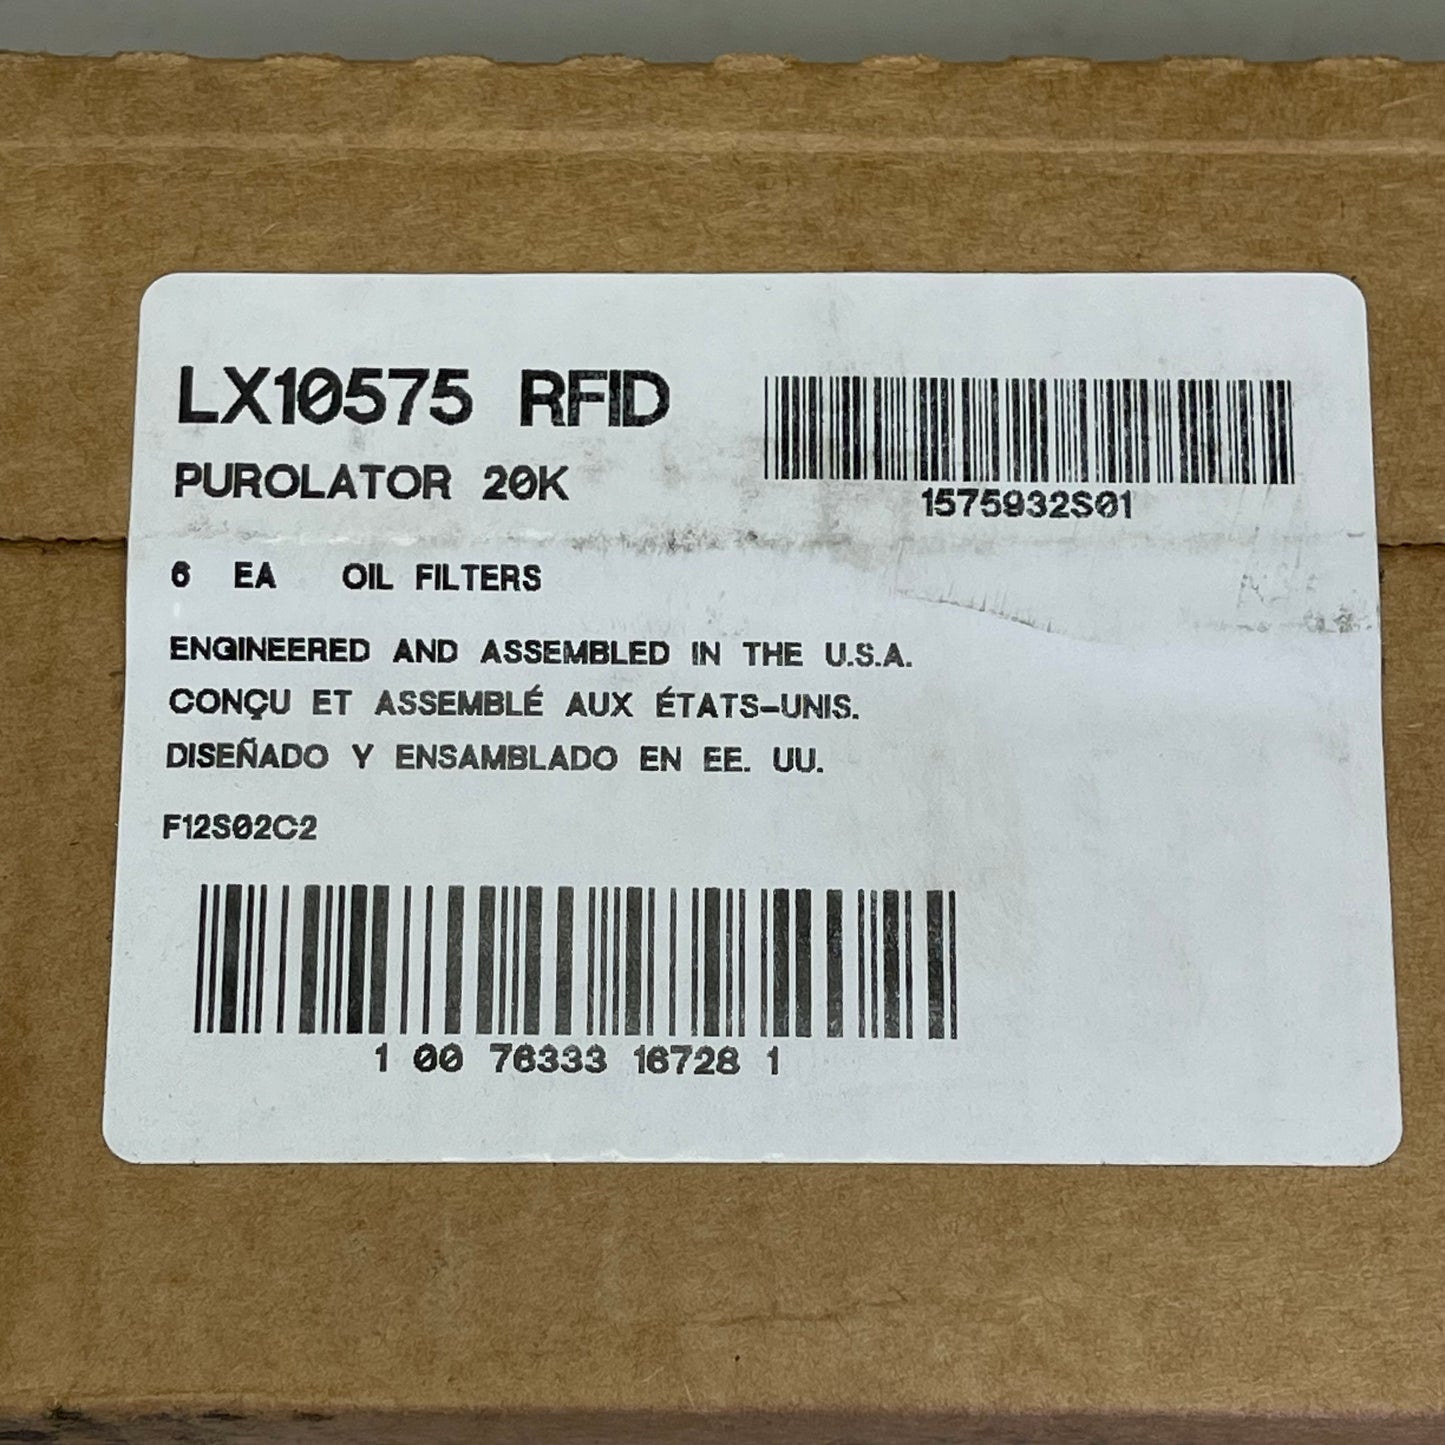 LX10575 RFID
PUROLATOR 20K
1575932S01
6 EA OIL FILTERS
ENGINEERED AND ASSEMBLED IN THE U.S.A.
CONÇU ET ASSEMBLÉ AUX ÉTATS-UNIS.
DISEÑADO Y ENSAMBLADO EN EE. UU.
F12S02C2
1 00 76333 16728 1